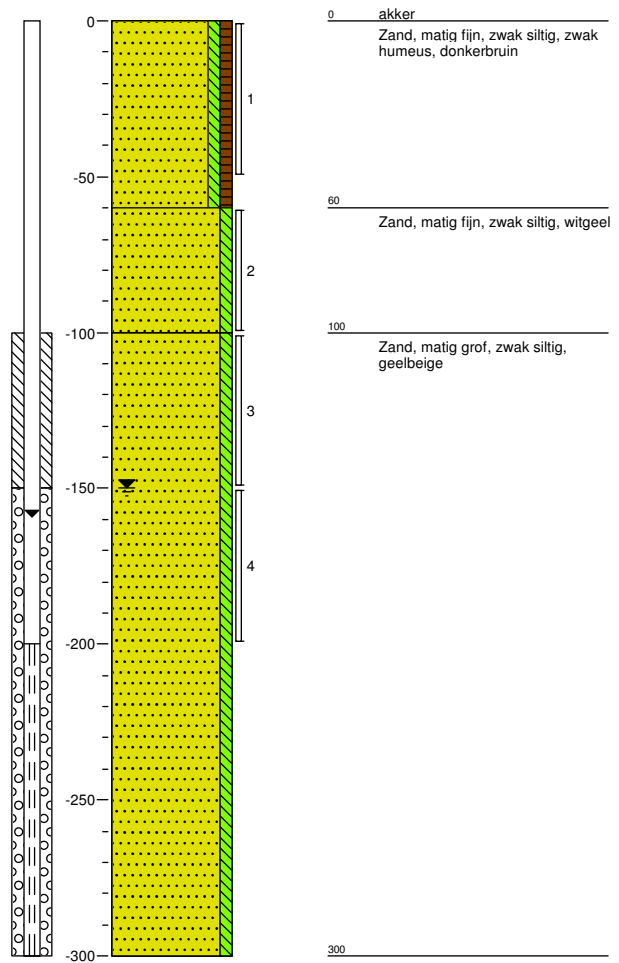 0
-50
-100
-150
-200
-250
-300
1
2
3
4
0 akker
Zand, matig fijn, zwak siltig, zwak
humeus, donkerbruin
60
Zand, matig fijn, zwak siltig, witgeel
100
Zand, matig grof, zwak siltig,
geelbeige
300